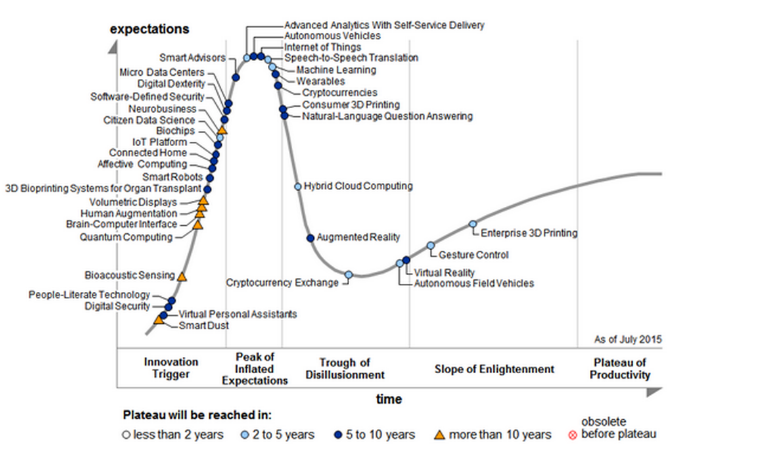 expectations
Advanced Analytics With Self-Service Delivery
Autonomous Vehicles
Internet of Things
Speech-to-Speech Translation
Machine Learning
Wearables
Cryptocurrencies
Consumer 3D Printing
Natural-Language Question Answering
Smart Advisors
Micro Data Centers
Digital Dexterity
Software-Defined Security
Neurobusiness
Citizen Data Science
Biochips
IoT Platform
Connected Home
Affective Computing
Smart Robots
3D Bioprinting Systems for Organ Transplant
Volumetric Displays
Human Augmentation
Brain-Computer Interface
Quantum Computing
Bioacoustic Sensing
People-Literate Technology
Digital Security
Virtual Personal Assistants
Smart Dust
Hybrid Cloud Computing
Augmented Reality
Cryptocurrency Exchange
Enterprise 3D Printing
Gesture Control
Virtual Reality
Autonomous Field Vehicles
As of July 2015
Innovation
Trigger
Peak of
Inflated
Expectations
Trough of
Disillusionment
Slope of Enlightenment
Plateau of
Productivity
time
Plateau will be reached in:
less than 2 years
2 to 5 years
5 to 10 years
more than 10 years
obsolete
before plateau